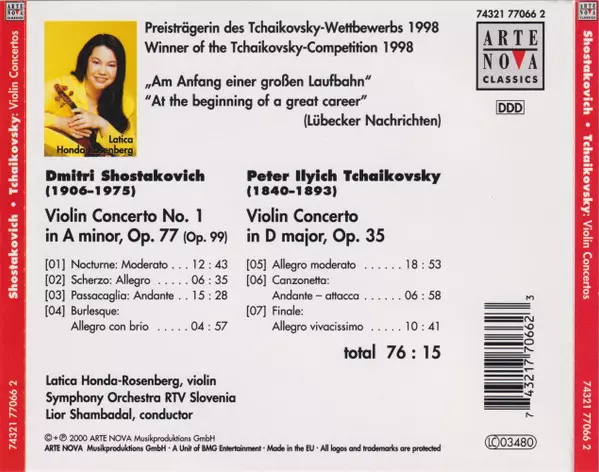 Preisträgerin des Tchaikovsky-Wettbewerbs 1998
Winner of the Tchaikovsky-Competition 1998
„Am Anfang einer großen Laufbahn“
“At the beginning of a great career”
(Lübecker Nachrichten)
Latica
Honda-Rosenberg
74321 77066 2
ARTE
NOVA
CLASSICS
DDD
Dmitri Shostakovich
(1906–1975)
Violin Concerto No. 1
in A minor, Op. 77 (Op. 99)
[01] Nocturne: Moderato . . . 12 : 43
[02] Scherzo: Allegro . . . . 06 : 35
[03] Passacaglia: Andante . . 15 : 28
[04] Burlesque:
Allegro con brio . . . . . 04 : 57
Peter Ilyich Tchaikovsky
(1840–1893)
Violin Concerto
in D major, Op. 35
[05] Allegro moderato . . . . . . 18 : 53
[06] Canzonetta:
Andante – attacca . . . . . 06 : 58
[07] Finale:
Allegro vivacissimo . . . . 10 : 41
total 76 : 15
Latica Honda-Rosenberg, violin
Symphony Orchestra RTV Slovenia
Lior Shambadal, conductor
© + ℗ 2000 ARTE NOVA Musikproduktions GmbH
ARTE NOVA Musikproduktions GmbH • A Unit of BMG Entertainment • Made in the EU • All logos and trademarks are protected
7 43217 70662 3
LC 03480
Shostakovich • Tchaikovsky: Violin Concertos
74321 77066 2
Shostakovich • Tchaikovsky: Violin Concertos
74321 77066 2